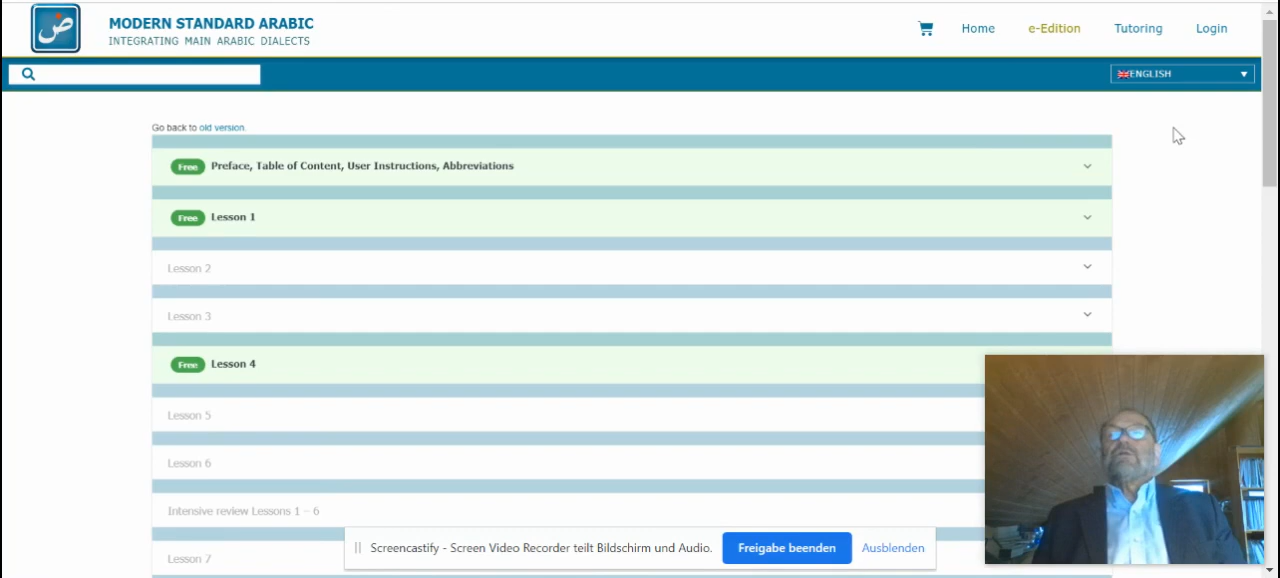 ض
MODERN STANDARD ARABIC
INTEGRATING MAIN ARABIC DIALECTS
Home
e-Edition
Tutoring
Login
ENGLISH
Go back to old version.
Free Preface, Table of Content, User Instructions, Abbreviations
Free Lesson 1
Lesson 2
Lesson 3
Free Lesson 4
Lesson 5
Lesson 6
Intensive review Lessons 1 – 6
Lesson 7
Screencastify - Screen Video Recorder teilt Bildschirm und Audio.
Freigabe beenden
Ausblenden